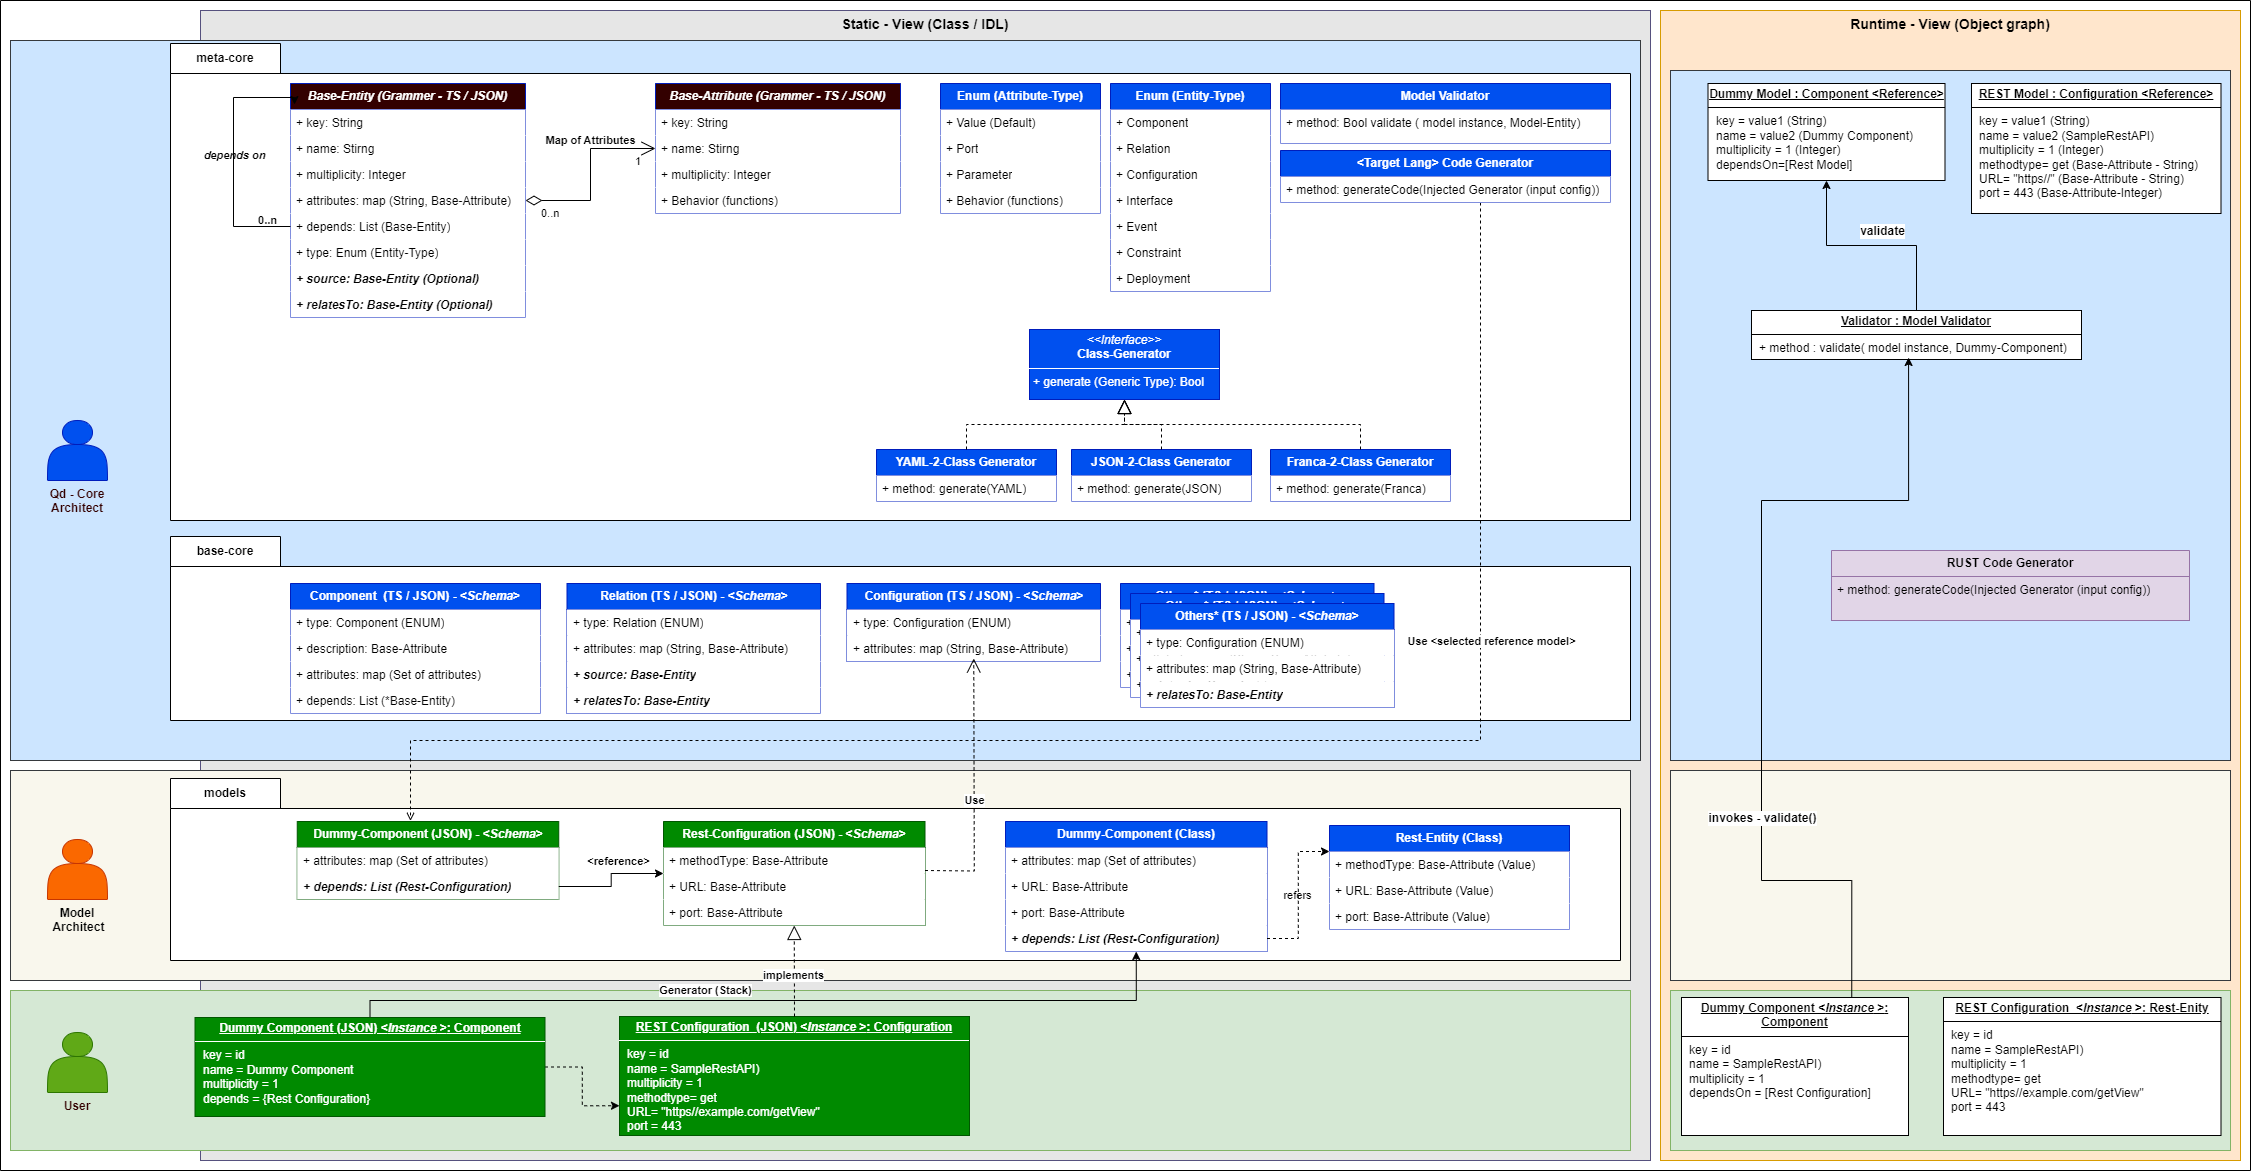 Static - View (Class / IDL)
Runtime - View (Object graph)
meta-core
Base-Entity (Grammer - TS / JSON)
+ key: String
+ name: Stirng
+ multiplicity: Integer
+ attributes: map (String, Base-Attribute)
+ depends: List (Base-Entity)
+ type: Enum (Entity-Type)
+ source: Base-Entity (Optional)
+ relatesTo: Base-Entity (Optional)
depends on
0..n
Map of Attributes
1
0..n
Base-Attribute (Grammer - TS / JSON)
+ key: String
+ name: Stirng
+ multiplicity: Integer
+ Behavior (functions)
Enum (Attribute-Type)
+ Value (Default)
+ Port
+ Parameter
+ Behavior (functions)
Enum (Entity-Type)
+ Component
+ Relation
+ Configuration
+ Interface
+ Event
+ Constraint
+ Deployment
Model Validator
+ method: Bool validate ( model instance, Model-Entity)
<Target Lang> Code Generator
+ method: generateCode(Injected Generator (input config))
<<Interface>>
Class-Generator
+ generate (Generic Type): Bool
YAML-2-Class Generator
+ method: generate(YAML)
JSON-2-Class Generator
+ method: generate(JSON)
Franca-2-Class Generator
+ method: generate(Franca)
Qd - Core
Architect
base-core
Component  (TS / JSON) - <Schema>
+ type: Component (ENUM)
+ description: Base-Attribute
+ attributes: map (Set of attributes)
+ depends: List (*Base-Entity)
Relation (TS / JSON) - <Schema>
+ type: Relation (ENUM)
+ attributes: map (String, Base-Attribute)
+ source: Base-Entity
+ relatesTo: Base-Entity
Configuration (TS / JSON) - <Schema>
+ type: Configuration (ENUM)
+ attributes: map (String, Base-Attribute)
Others* (TS / JSON) - <Schema>
+ type: Configuration (ENUM)
+ attributes: map (String, Base-Attribute)
+ relatesTo: Base-Entity
Use <selected reference model>
models
Dummy-Component (JSON) - <Schema>
+ attributes: map (Set of attributes)
+ depends: List (Rest-Configuration)
<reference>
Rest-Configuration (JSON) - <Schema>
+ methodType: Base-Attribute
+ URL: Base-Attribute
+ port: Base-Attribute
Use
Dummy-Component (Class)
+ attributes: map (Set of attributes)
+ URL: Base-Attribute
+ port: Base-Attribute
+ depends: List (Rest-Configuration)
refers
Rest-Entity (Class)
+ methodType: Base-Attribute (Value)
+ URL: Base-Attribute (Value)
+ port: Base-Attribute (Value)
Model
Architect
implements
Generator (Stack)
Dummy Component (JSON) <Instance >: Component
key = id
name = Dummy Component
multiplicity = 1
depends = {Rest Configuration}
REST Configuration  (JSON) <Instance >: Configuration
key = id
name = SampleRestAPI)
multiplicity = 1
methodtype= get
URL= "https//example.com/getView"
port = 443
User
Dummy Model : Component <Reference>
key = value1 (String)
name = value2 (Dummy Component)
multiplicity = 1 (Integer)
dependsOn=[Rest Model]
REST Model : Configuration <Reference>
key = value1 (String)
name = value2 (SampleRestAPI)
multiplicity = 1 (Integer)
methodtype= get (Base-Attribute - String)
URL= "https//" (Base-Attribute - String)
port = 443 (Base-Attribute-Integer)
validate
Validator : Model Validator
+ method : validate( model instance, Dummy-Component)
RUST Code Generator
+ method: generateCode(Injected Generator (input config))
invokes - validate()
Dummy Component <Instance >:
Component
key = id
name = SampleRestAPI)
multiplicity = 1
dependsOn = [Rest Configuration]
REST Configuration  <Instance >: Rest-Enity
key = id
name = SampleRestAPI)
multiplicity = 1
methodtype= get
URL= "https//example.com/getView"
port = 443